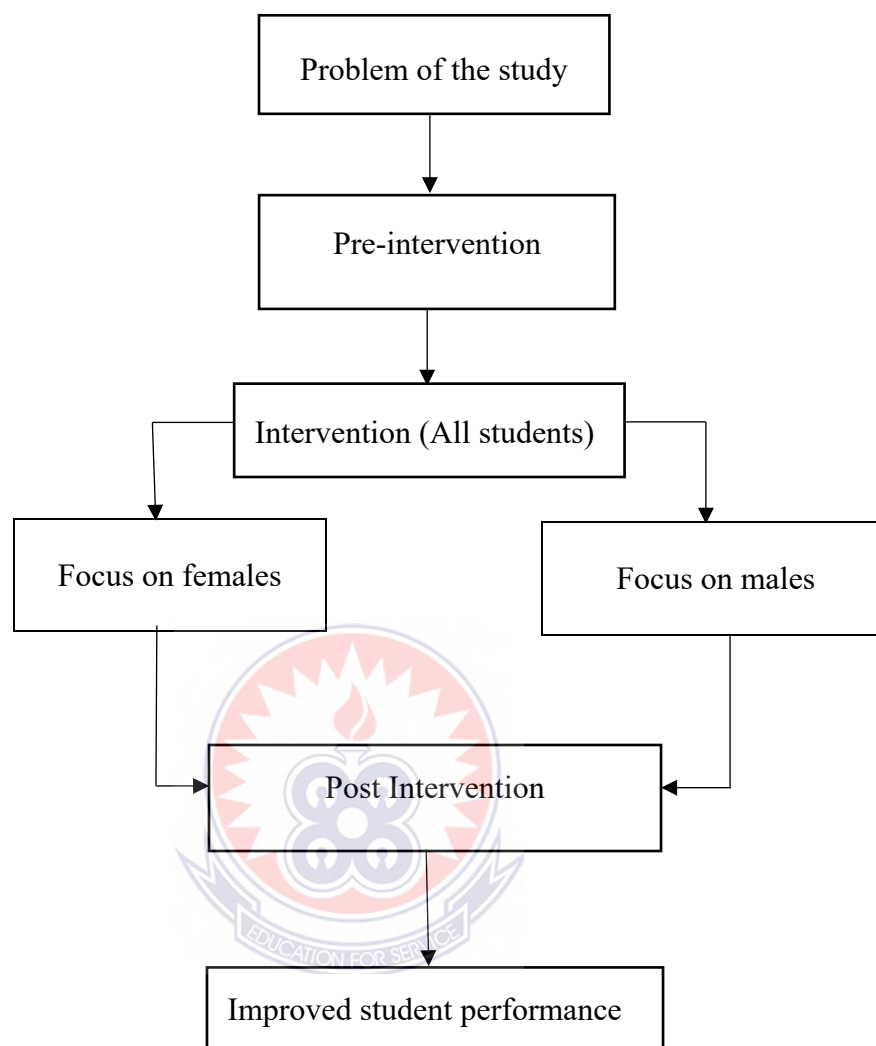 Problem of the study
Pre-intervention
Intervention (All students)
Focus on females
Focus on males
Post Intervention
EDUCATION FOR SERVICE
Improved student performance